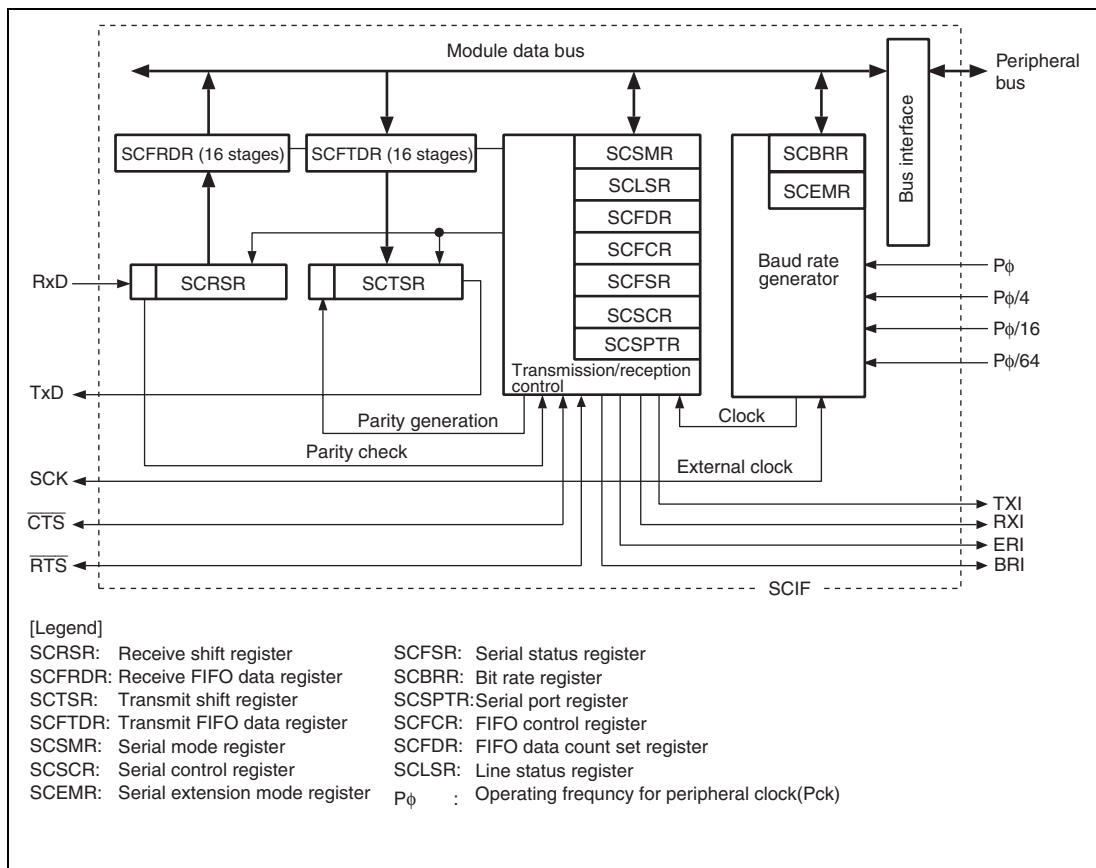 Module data bus
Peripheral
bus
Bus interface
SCFRDR (16 stages)
SCFTDR (16 stages)
SCSMR
SCLSR
SCFDR
SCFCR
SCFSR
SCSCR
SCSPTR
Transmission/reception
control
SCBRR
SCEMR
Baud rate
generator
RxD
SCRSR
SCTSR
Pϕ
Pϕ/4
Pϕ/16
Pϕ/64
TxD
Parity generation
Clock
Parity check
External clock
SCK
CTS
RTS
TXI
RXI
ERI
BRI
SCIF
[Legend]
SCRSR: Receive shift register
SCFRDR: Receive FIFO data register
SCTSR: Transmit shift register
SCFTDR: Transmit FIFO data register
SCSMR: Serial mode register
SCSCR: Serial control register
SCEMR: Serial extension mode register
SCFSR: Serial status register
SCBRR: Bit rate register
SCSPTR: Serial port register
SCFCR: FIFO control register
SCFDR: FIFO data count set register
SCLSR: Line status register
Pϕ : Operating frequncy for peripheral clock(Pck)